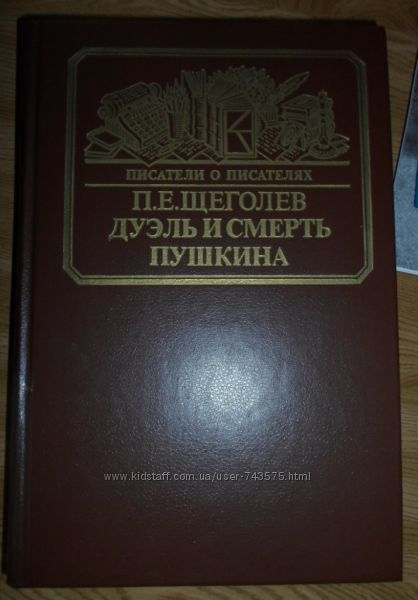 ПИСАТЕЛИ О ПИСАТЕЛЯХ
П.Е.ЩЕГОЛЕВ
ДУЭЛЬ И СМЕРТЬ
ПУШКИНА
www.kidstaff.com.ua/user-743575.html